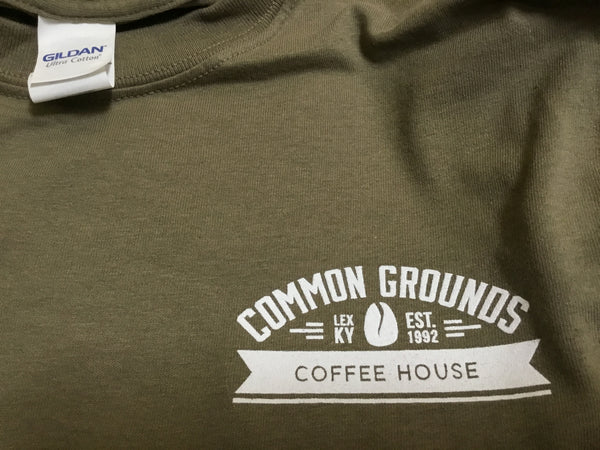 GILDAN
Ultra Cotton
COMMON GROUNDS
LEX EST.
KY 1992
COFFEE HOUSE